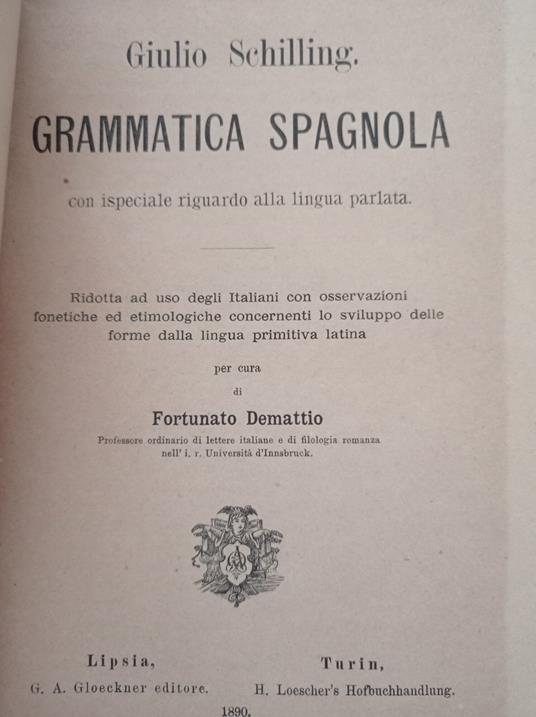 Giulio Schilling.
GRAMMATICA SPAGNOLA
con ispeciale riguardo alla lingua parlata.
Ridotta ad uso degli Italiani con osservazioni
fonetiche ed etimologiche concernenti lo sviluppo delle
forme dalla lingua primitiva latina
per cura
di
Fortunato Demattio
Professore ordinario di lettere italiane e di filologia romanza
nell' i. r. Università d'Innsbruck.
Lipsia,
G. A. Gloeckner editore.
Turin,
H. Loescher's Hofbuchhandlung.
1890.